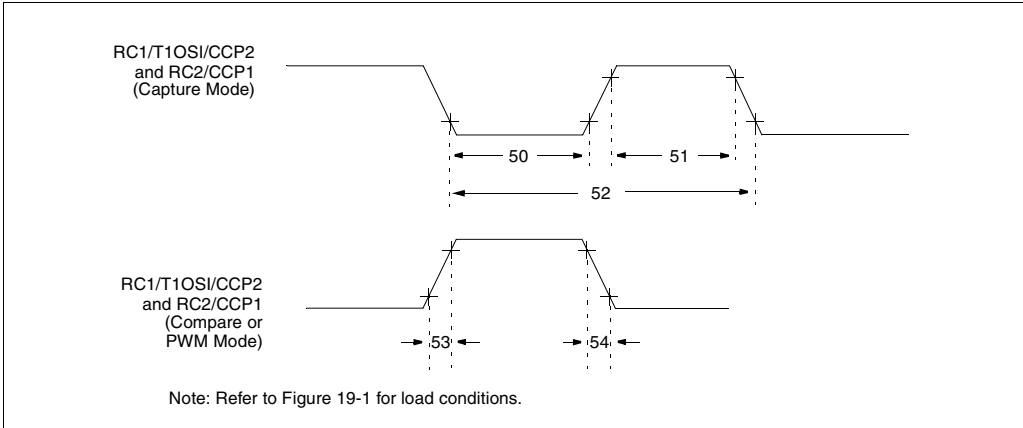 RC1/T1OSI/CCP2
and RC2/CCP1
(Capture Mode)
50
51
52
RC1/T1OSI/CCP2
and RC2/CCP1
(Compare or
PWM Mode)
53
54
Note: Refer to Figure 19-1 for load conditions.